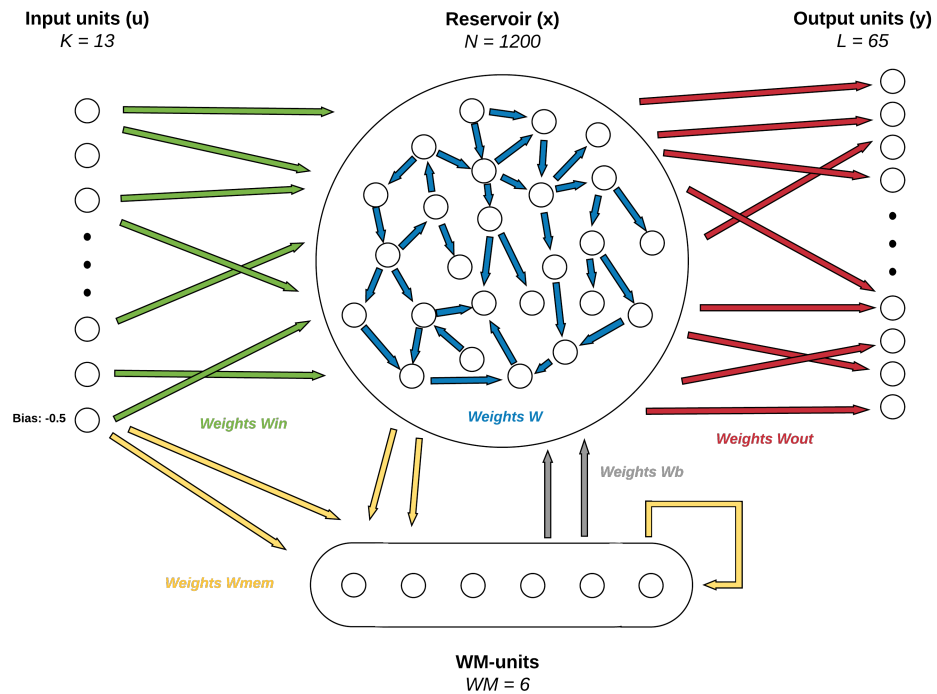 Input units (u)
K = 13
Reservoir (x)
N = 1200
Output units (y)
L = 65
Bias: -0.5
Weights Win
Weights W
Weights Wout
Weights Wb
Weights Wmem
WM-units
WM = 6